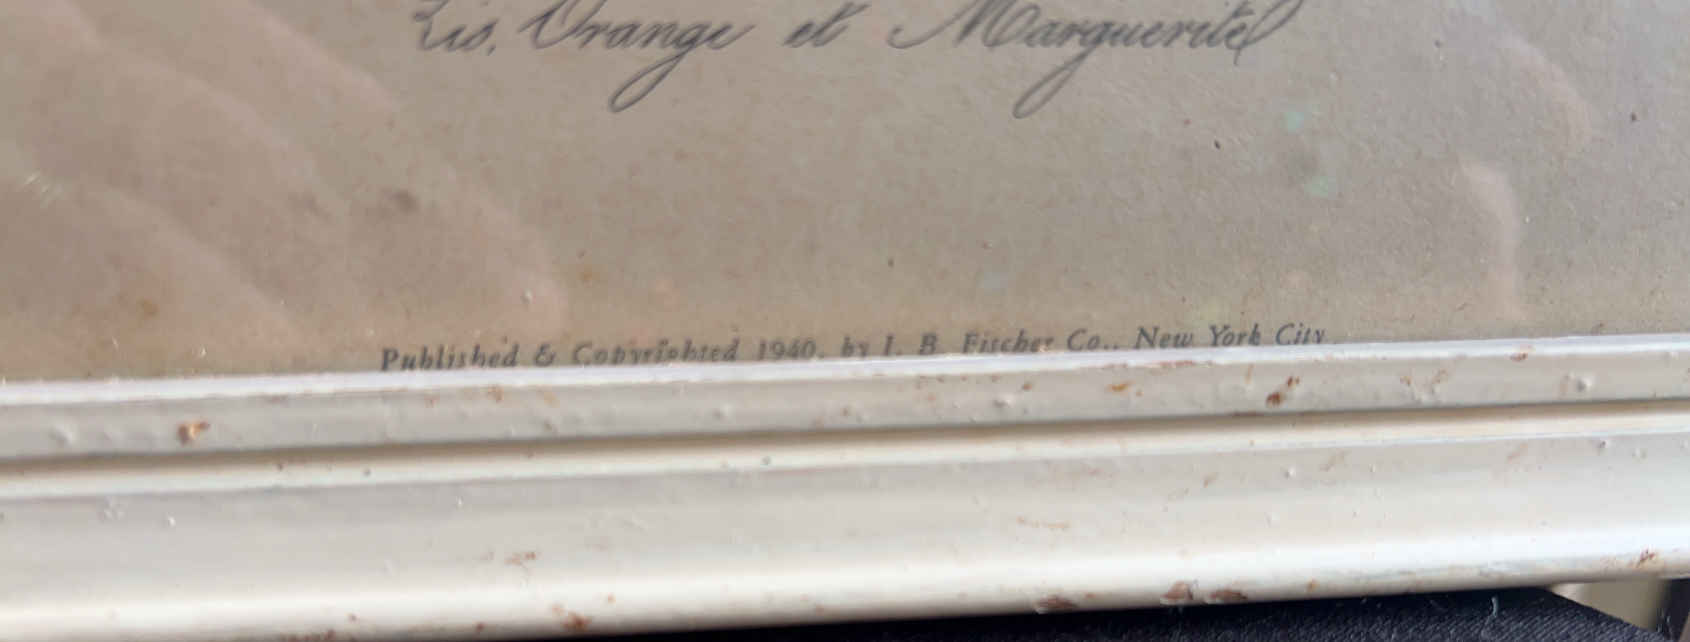 Lis, Orange et Marguerite
Published & Copyrighted 1940, by I. B. Fischer Co., New York City